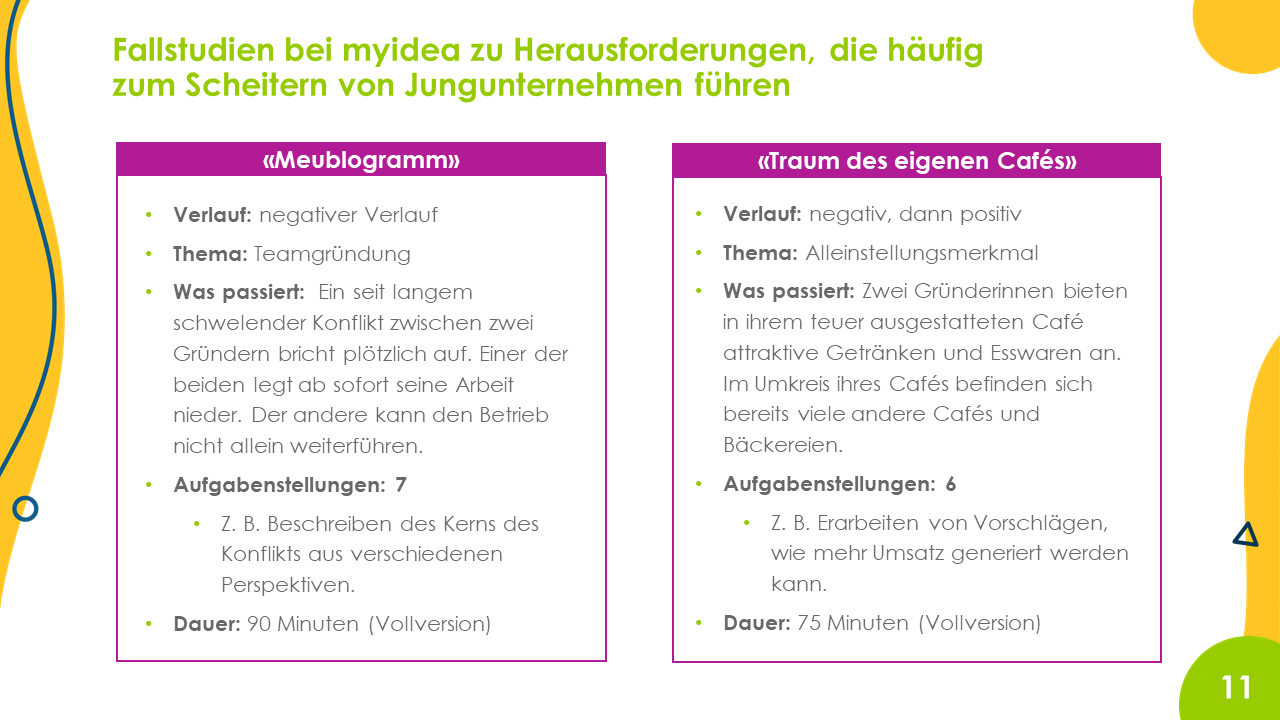 Fallstudien bei myidea zu Herausforderungen, die häufig
zum Scheitern von Jungunternehmen führen
«Meublogramm»
• Verlauf: negativer Verlauf
• Thema: Teamgründung
• Was passiert: Ein seit langem
schwelender Konflikt zwischen zwei
Gründern bricht plötzlich auf. Einer der
beiden legt ab sofort seine Arbeit
nieder. Der andere kann den Betrieb
nicht allein weiterführen.
• Aufgabenstellungen: 7
• Z. B. Beschreiben des Kerns des
Konflikts aus verschiedenen
Perspektiven.
• Dauer: 90 Minuten (Vollversion)
«Traum des eigenen Cafés»
• Verlauf: negativ, dann positiv
• Thema: Alleinstellungsmerkmal
• Was passiert: Zwei Gründerinnen bieten
in ihrem teuer ausgestatteten Café
attraktive Getränken und Esswaren an.
Im Umkreis ihres Cafés befinden sich
bereits viele andere Cafés und
Bäckereien.
• Aufgabenstellungen: 6
• Z. B. Erarbeiten von Vorschlägen,
wie mehr Umsatz generiert werden
kann.
• Dauer: 75 Minuten (Vollversion)
11